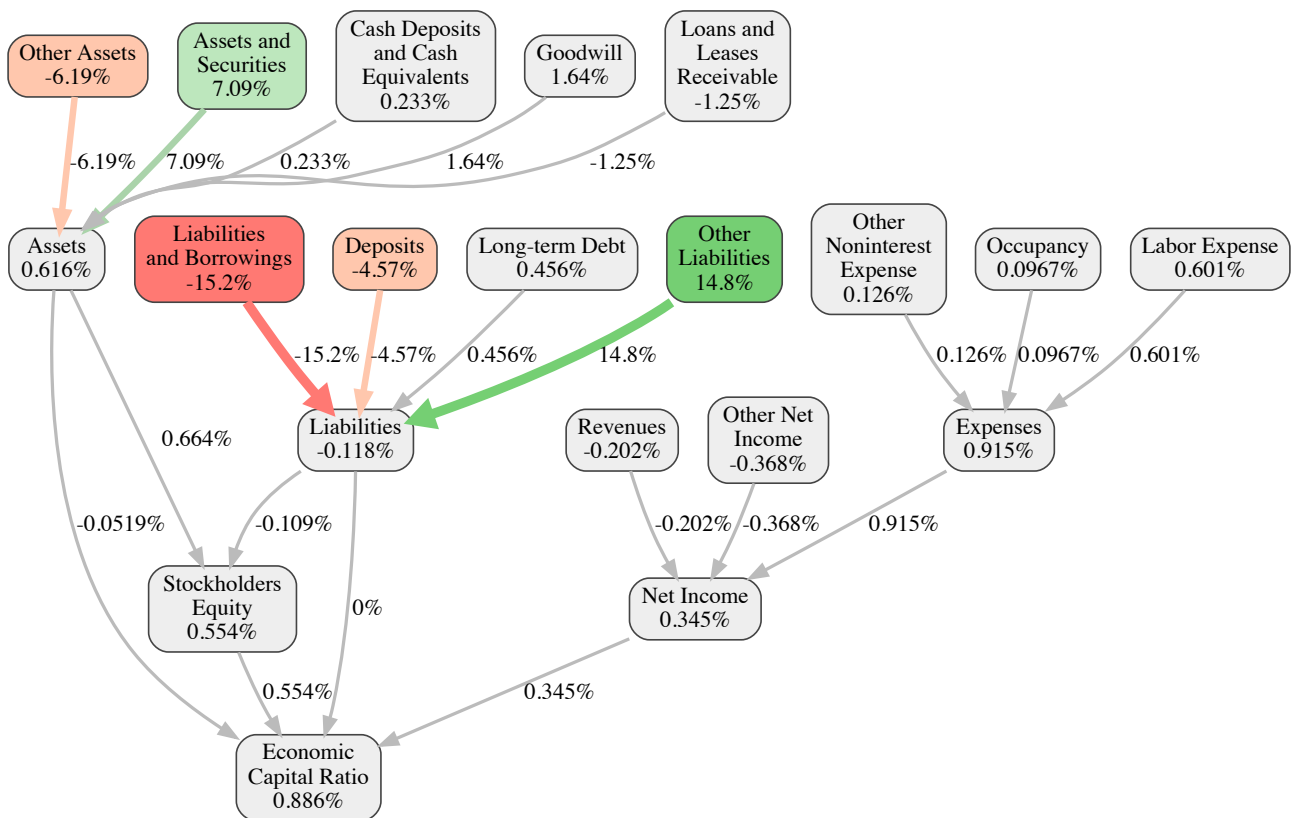 Other Assets
-6.19%
Assets and
Securities
7.09%
Cash Deposits
and Cash
Equivalents
0.233%
Goodwill
1.64%
Loans and
Leases
Receivable
-1.25%
-6.19%
7.09%
0.233%
1.64%
-1.25%
Assets
0.616%
Liabilities
and Borrowings
-15.2%
Deposits
-4.57%
Long-term Debt
0.456%
Other
Liabilities
14.8%
Other
Noninterest
Expense
0.126%
Occupancy
0.0967%
Labor Expense
0.601%
-15.2%
-4.57%
0.456%
14.8%
0.126%
0.0967%
0.601%
0.664%
Liabilities
-0.118%
Revenues
-0.202%
Other Net
Income
-0.368%
Expenses
0.915%
-0.0519%
-0.109%
-0.202%
-0.368%
0.915%
Stockholders
Equity
0.554%
0%
Net Income
0.345%
0.554%
0.345%
Economic
Capital Ratio
0.886%